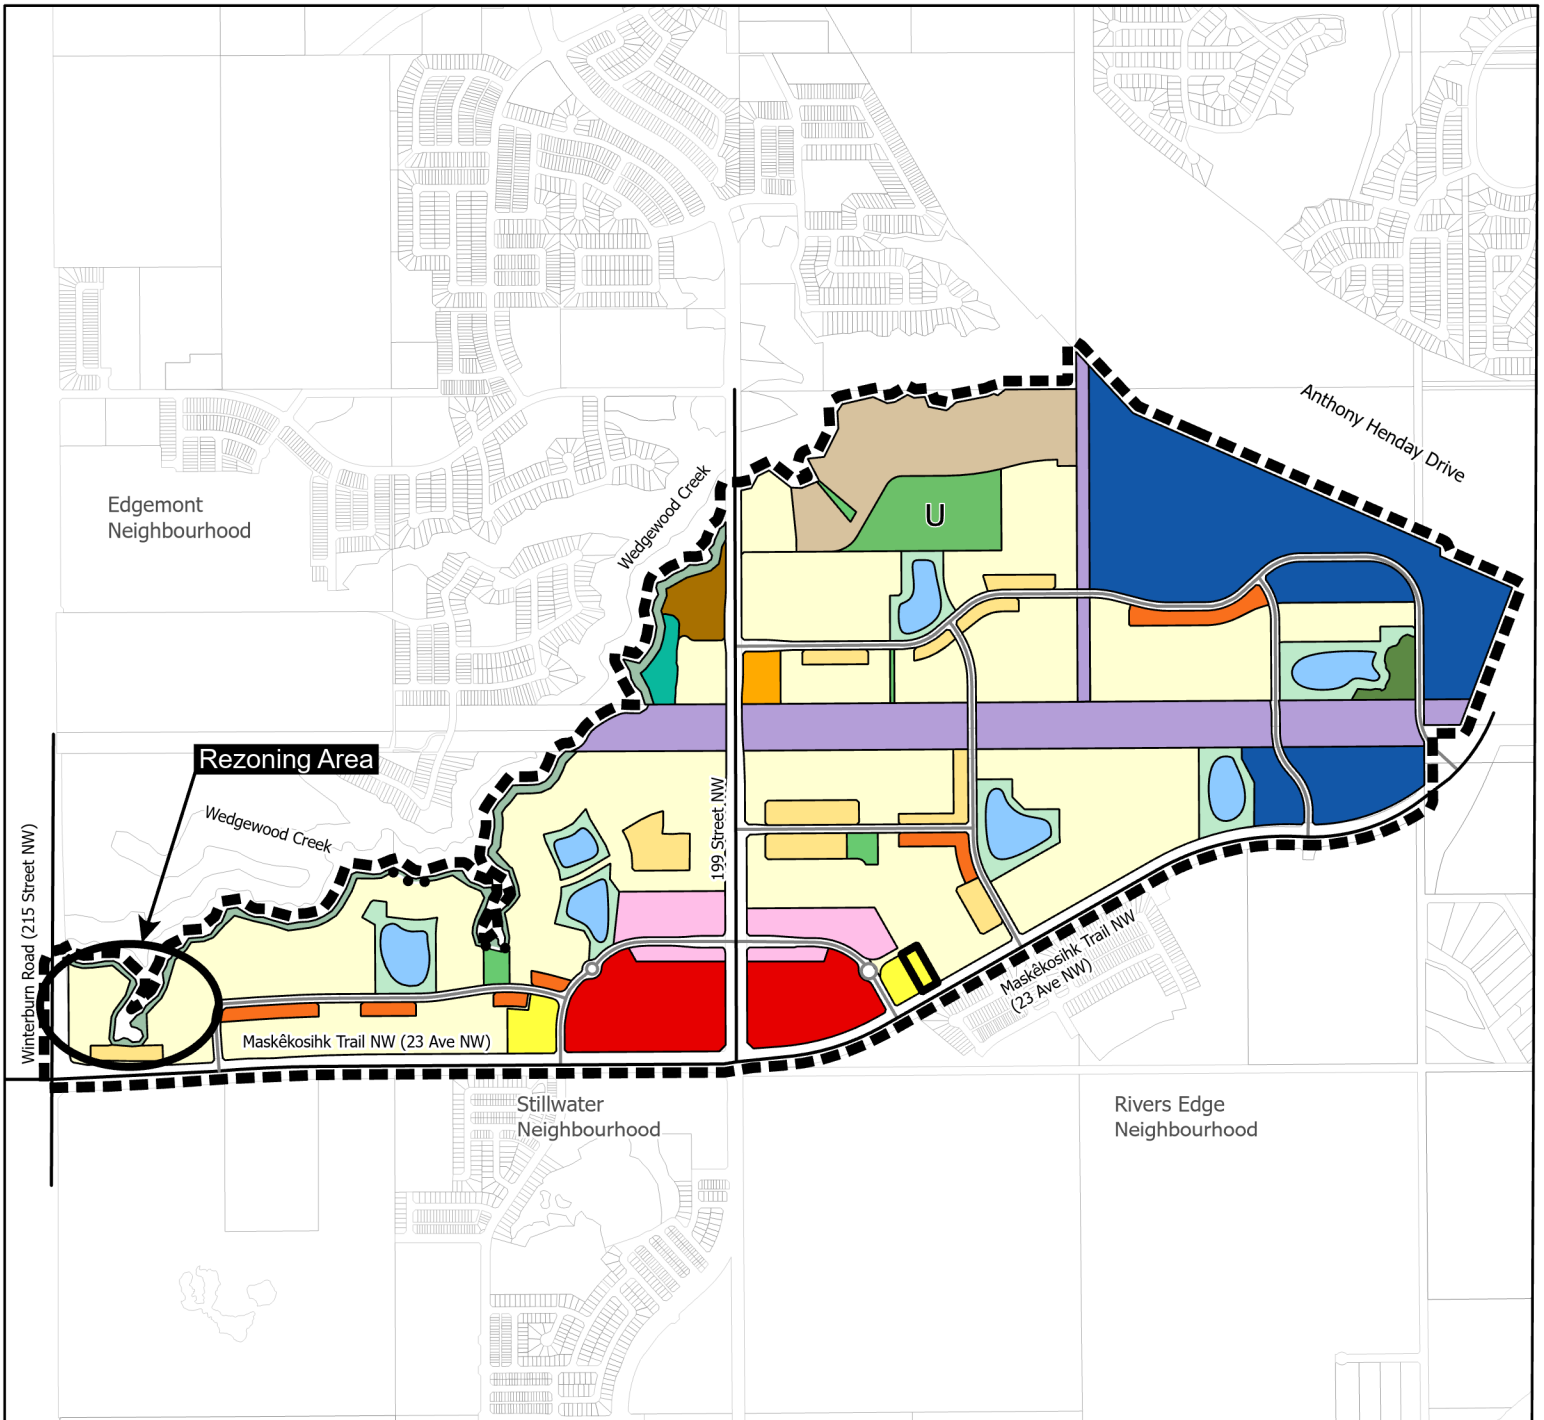 Anthony Henday Drive
Wedgewood Creek
Edgemont
Neighbourhood
U
Rezoning Area
Wedgewood Creek
199 Street NW
Winterburn Road (215 Street NW)
Maskêkosihk Trail NW
(23 Ave NW)
Maskêkosihk Trail NW (23 Ave NW)
Stillwater
Neighbourhood
Rivers Edge
Neighbourhood